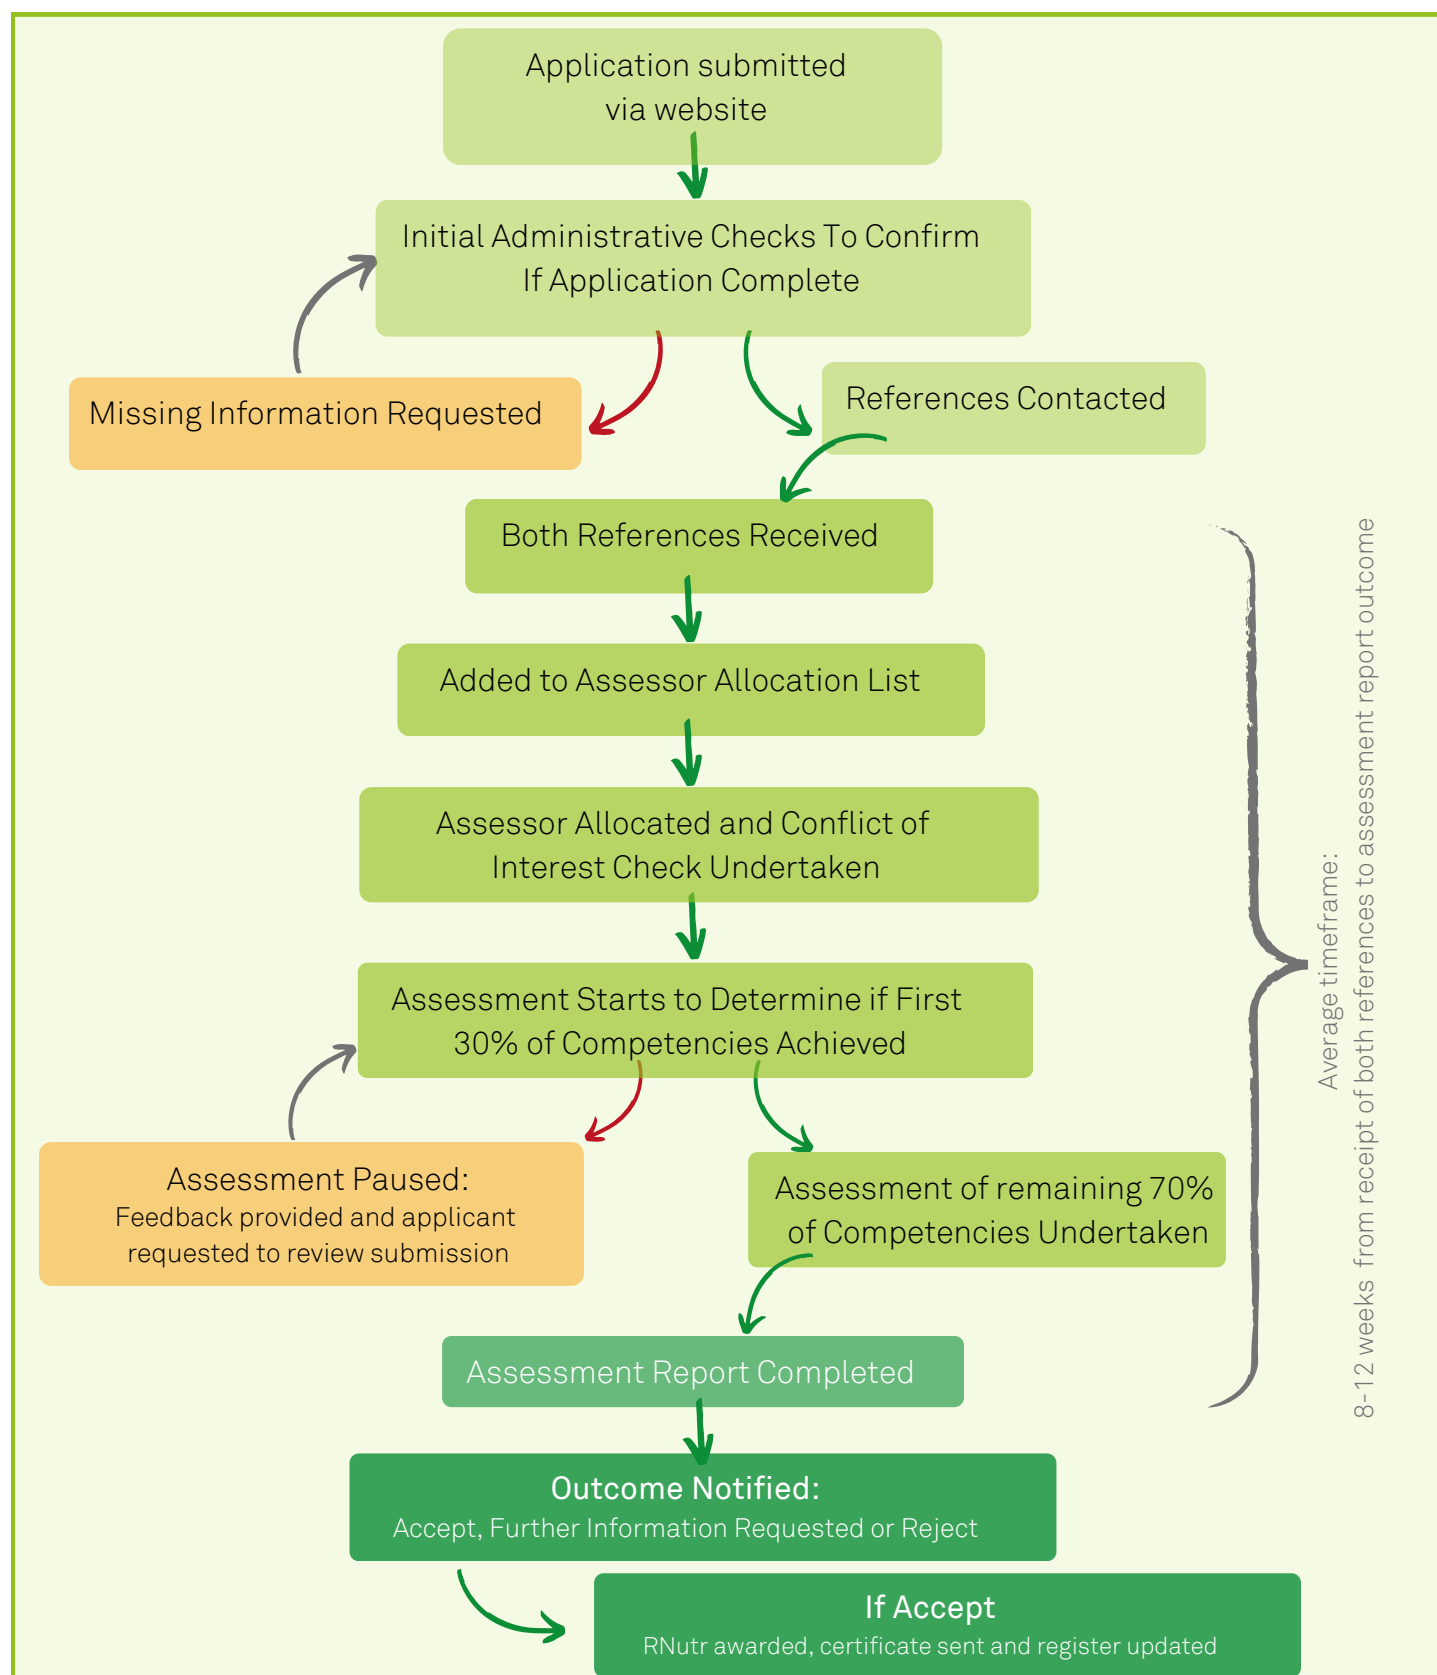 Application submitted
via website
Initial Administrative Checks To Confirm
If Application Complete
Missing Information Requested
References Contacted
Both References Received
Added to Assessor Allocation List
Assessor Allocated and Conflict of
Interest Check Undertaken
Assessment Starts to Determine if First
30% of Competencies Achieved
Assessment Paused:
Feedback provided and applicant
requested to review submission
Assessment of remaining 70%
of Competencies Undertaken
Assessment Report Completed
Outcome Notified:
Accept, Further Information Requested or Reject
If Accept
RNutr awarded, certificate sent and register updated
Average timeframe:
8-12 weeks from receipt of both references to assessment report outcome